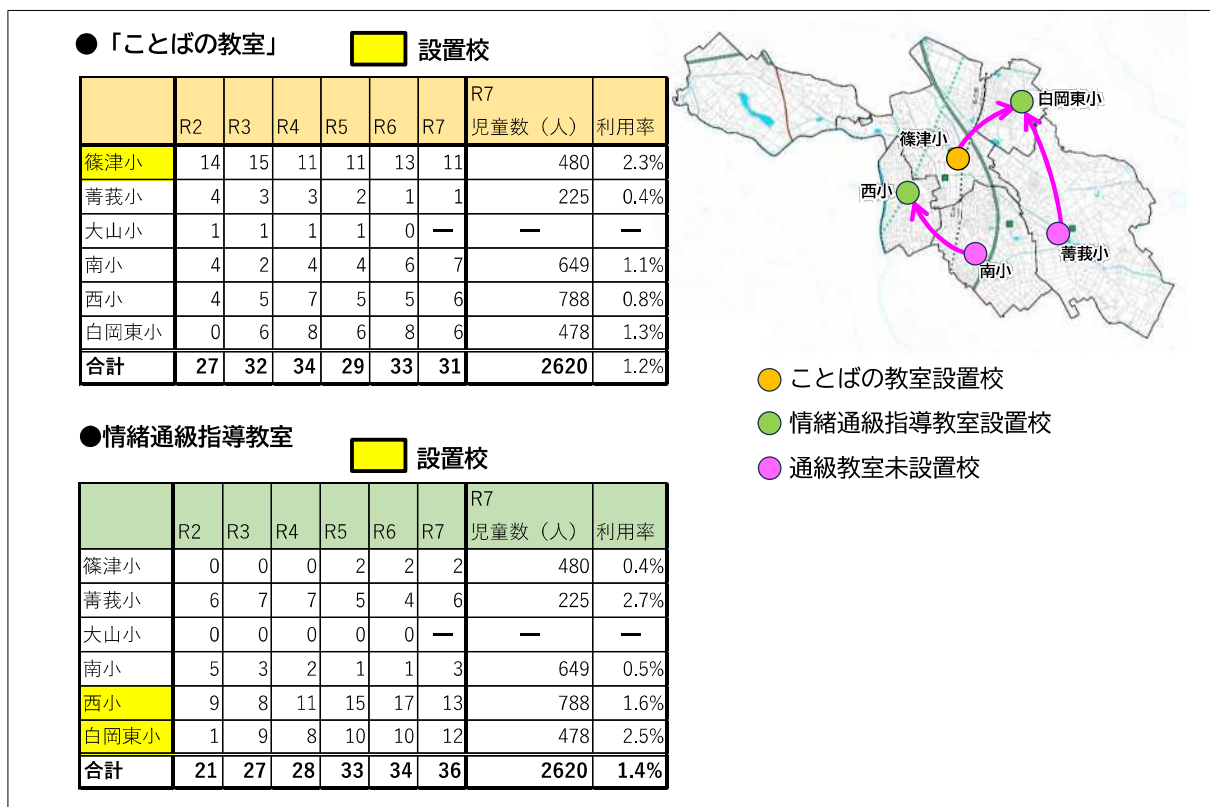 ●「ことばの教室」 設置校
R2 R3 R4 R5 R6 R7 R7 児童数（人） 利用率
篠津小 14 15 11 11 13 11 480 2.3%
菁莪小 4 3 3 2 1 1 225 0.4%
大山小 1 1 1 1 0 ― ― ―
南小 4 2 4 4 6 7 649 1.1%
西小 4 5 7 5 5 6 788 0.8%
白岡東小 0 6 8 6 8 6 478 1.3%
合計 27 32 34 29 33 31 2620 1.2%
白岡東小
篠津小
西小
菁莪小
南小
ことばの教室設置校
情緒通級指導教室設置校
通級教室未設置校
●情緒通級指導教室 設置校
R2 R3 R4 R5 R6 R7 R7 児童数（人） 利用率
篠津小 0 0 0 2 2 2 480 0.4%
菁莪小 6 7 7 5 4 6 225 2.7%
大山小 0 0 0 0 0 ― ― ―
南小 5 3 2 1 1 3 649 0.5%
西小 9 8 11 15 17 13 788 1.6%
白岡東小 1 9 8 10 10 12 478 2.5%
合計 21 27 28 33 34 36 2620 1.4%